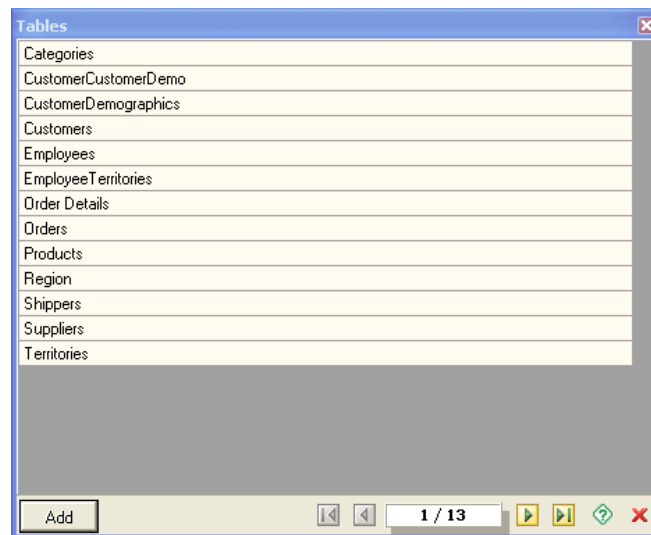 Tables
Categories
CustomerCustomerDemo
CustomerDemographics
Customers
Employees
EmployeeTerritories
Order Details
Orders
Products
Region
Shippers
Suppliers
Territories
Add 1 / 13